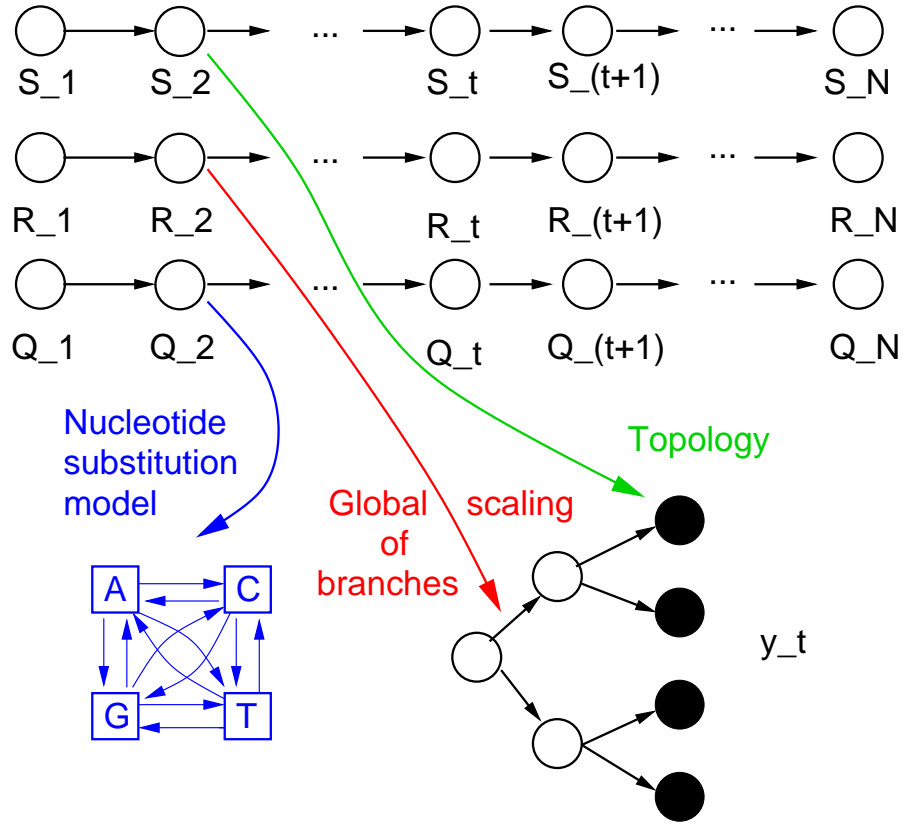 ... ...
S_1 S_2 S_t S_(t+1) S_N
... ...
R_1 R_2 R_t R_(t+1) R_N
... ...
Q_1 Q_2 Q_t Q_(t+1) Q_N
Nucleotide
substitution
model
Topology
Global scaling
of
branches
A C
G T
y_t